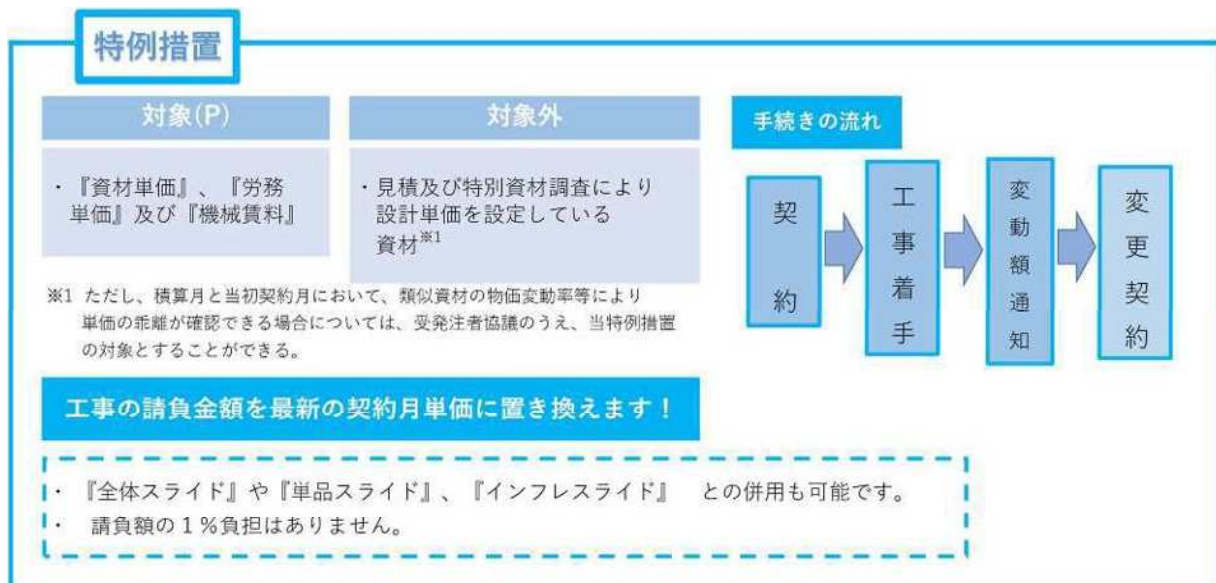 特例措置
対象(P)
・『資材単価』、『労務
単価』及び『機械賃料』
対象外
・見積及び特別資材調査により
設計単価を設定している
資材※1
※1 ただし、積算月と当初契約月において、類似資材の物価変動率等により
単価の乖離が確認できる場合については、受発注者協議のうえ、当特例措置
の対象とすることができる。
手続きの流れ
契約
工事着手
変動額通知
変更契約
工事の請負金額を最新の契約月単価に置き換えます！
・『全体スライド』や『単品スライド』、『インフレスライド』 との併用も可能です。
・ 請負額の１％負担はありません。